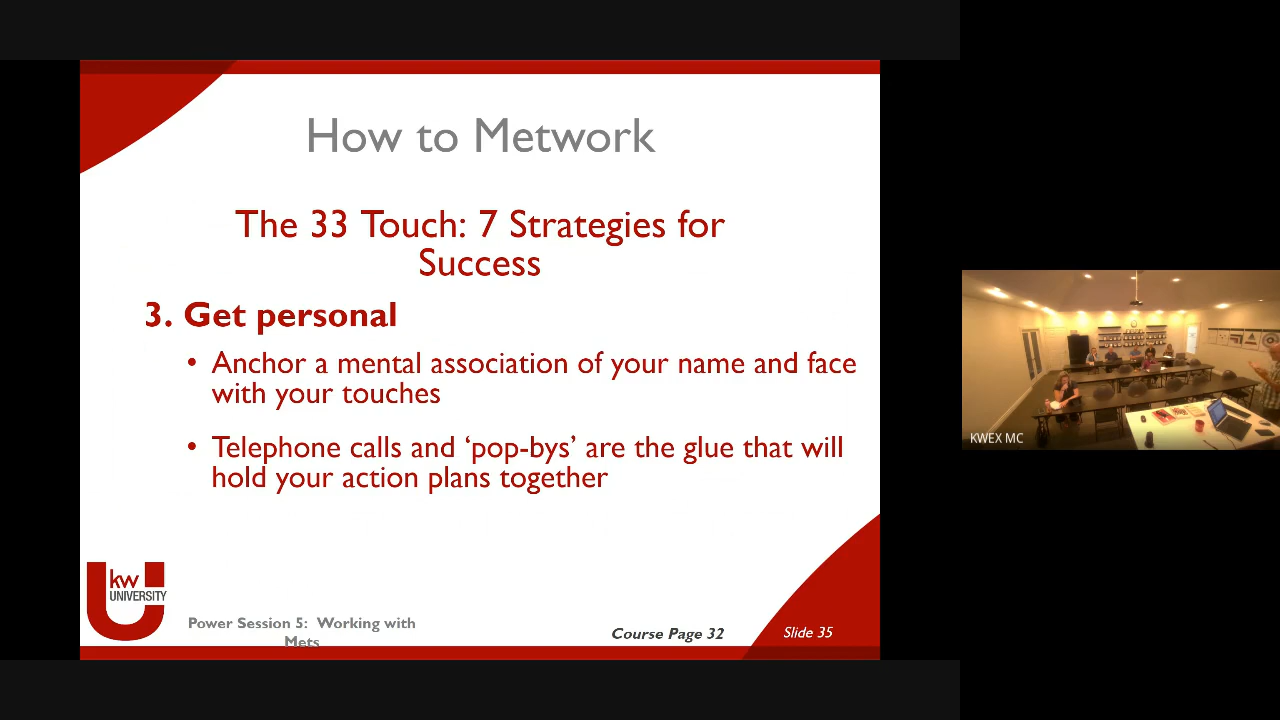 How to Metwork
The 33 Touch: 7 Strategies for
Success
3. Get personal
• Anchor a mental association of your name and face
with your touches
• Telephone calls and ‘pop-bys’ are the glue that will
hold your action plans together
kw
UNIVERSITY
Power Session 5: Working with
Mets
Course Page 32
Slide 35
KWEX MC